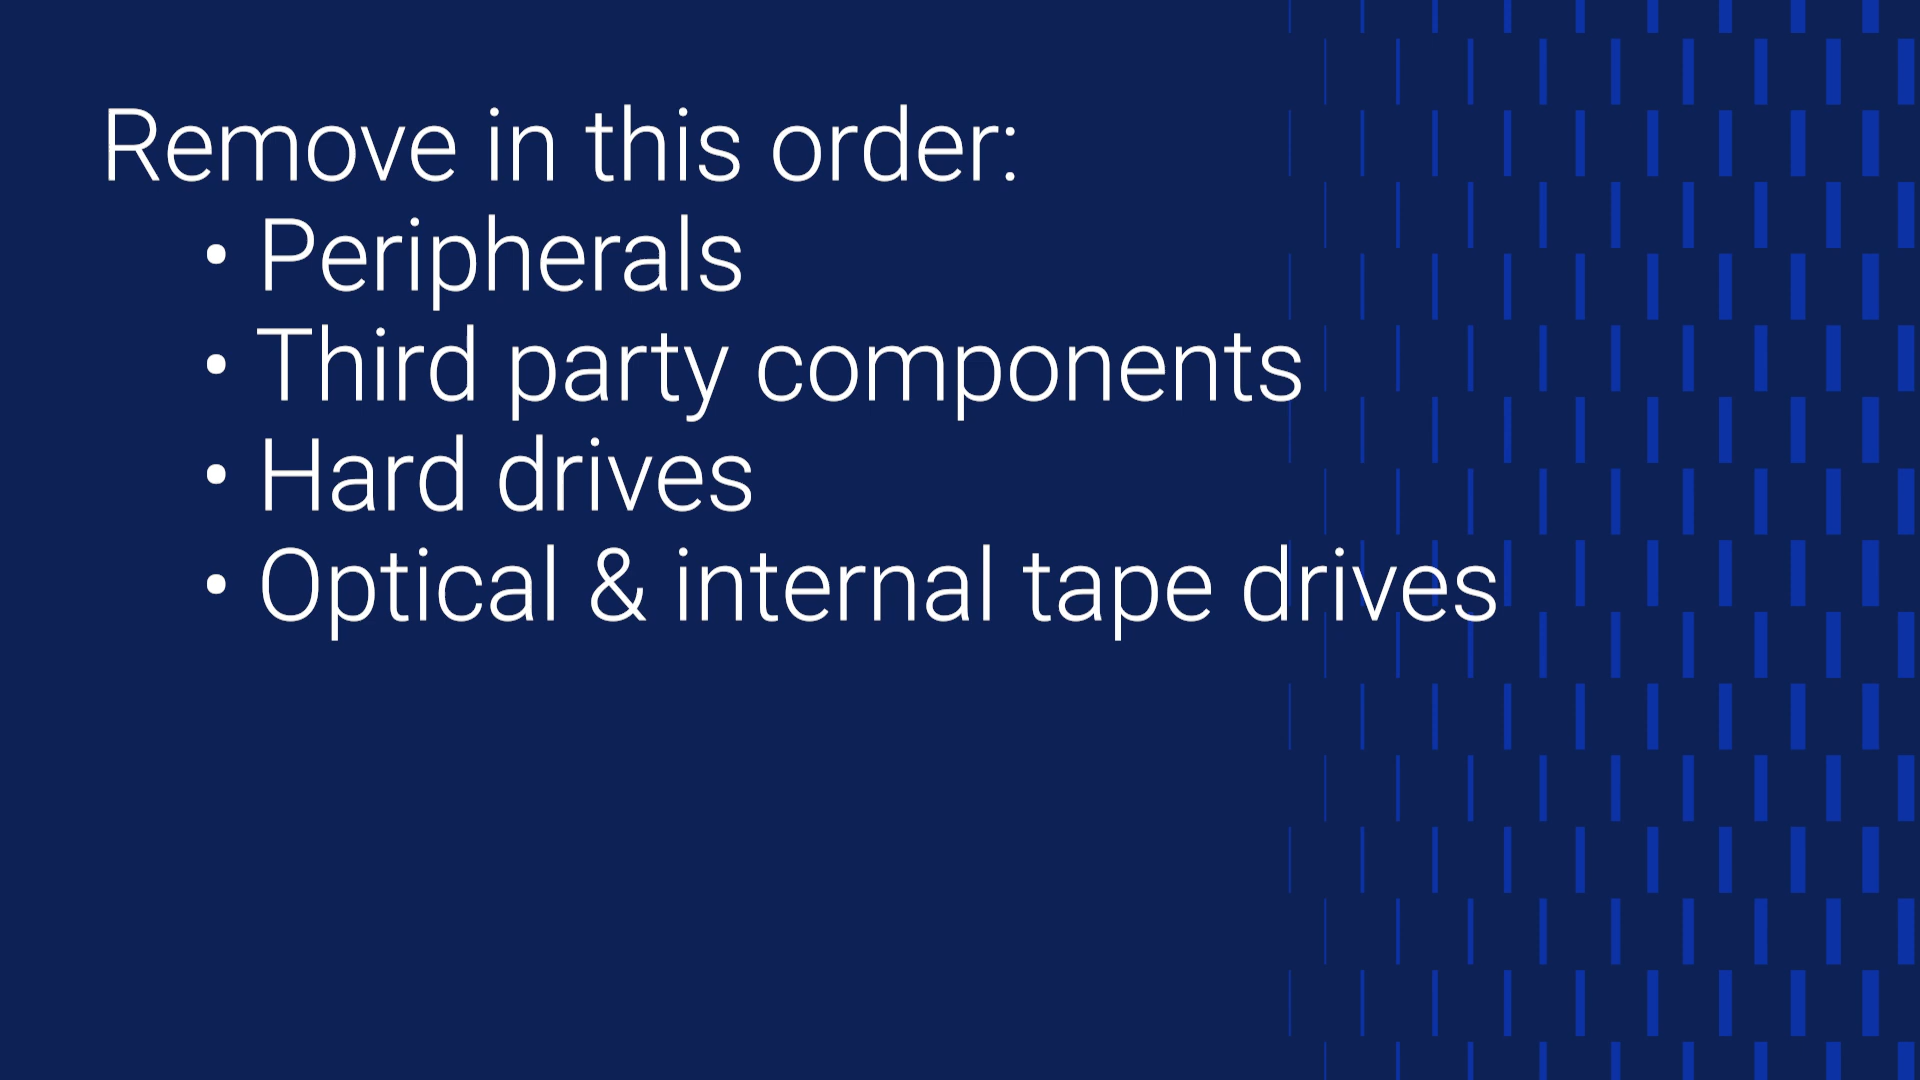 Remove in this order:
• Peripherals
• Third party components
• Hard drives
• Optical & internal tape drives